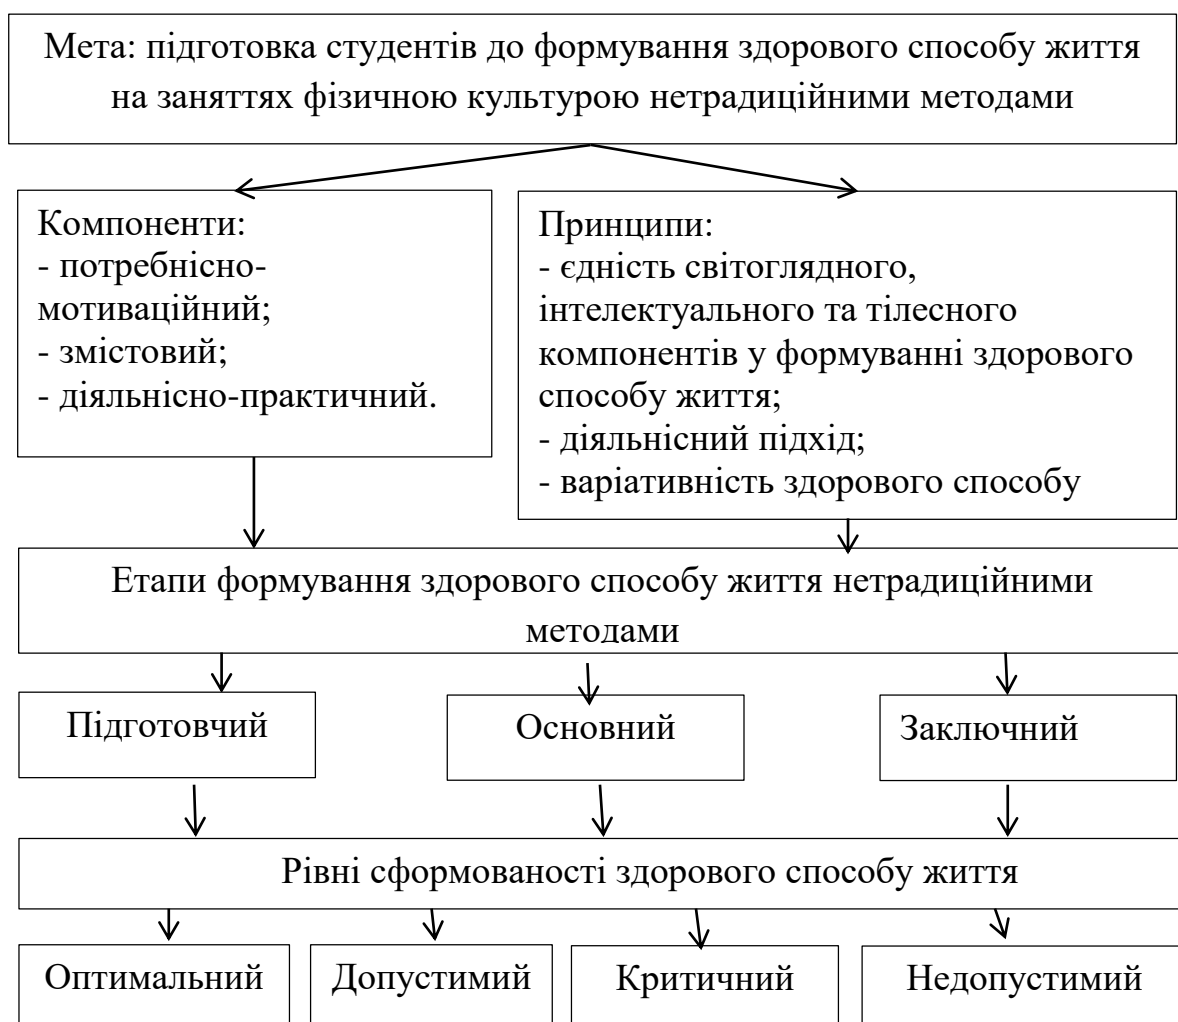 Мета: підготовка студентів до формування здорового способу життя
на заняттях фізичною культурою нетрадиційними методами
Компоненти:
- потребнісно-
мотиваційний;
- змістовий;
- діяльнісно-практичний.
Принципи:
- єдність світоглядного,
інтелектуального та тілесного
компонентів у формуванні здорового
способу життя;
- діяльнісний підхід;
- варіативність здорового способу
Етапи формування здорового способу життя нетрадиційними
методами
Підготовчий
Основний
Заключний
Рівні сформованості здорового способу життя
Оптимальний
Допустимий
Критичний
Недопустимий